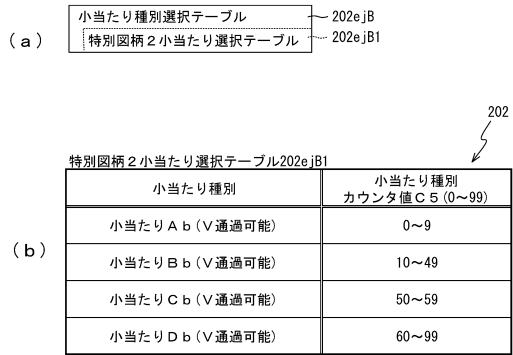 (a)
小当たり種別選択テーブル
202ejB
特別図柄２小当たり選択テーブル
202ejB1
202
特別図柄２小当たり選択テーブル202ejB1
(b)
小当たり種別
小当たり種別
カウンタ値Ｃ５(0～99)
小当たりＡｂ(Ｖ通過可能)
0～9
小当たりＢｂ(Ｖ通過可能)
10～49
小当たりＣｂ(Ｖ通過可能)
50～59
小当たりＤｂ(Ｖ通過可能)
60～99